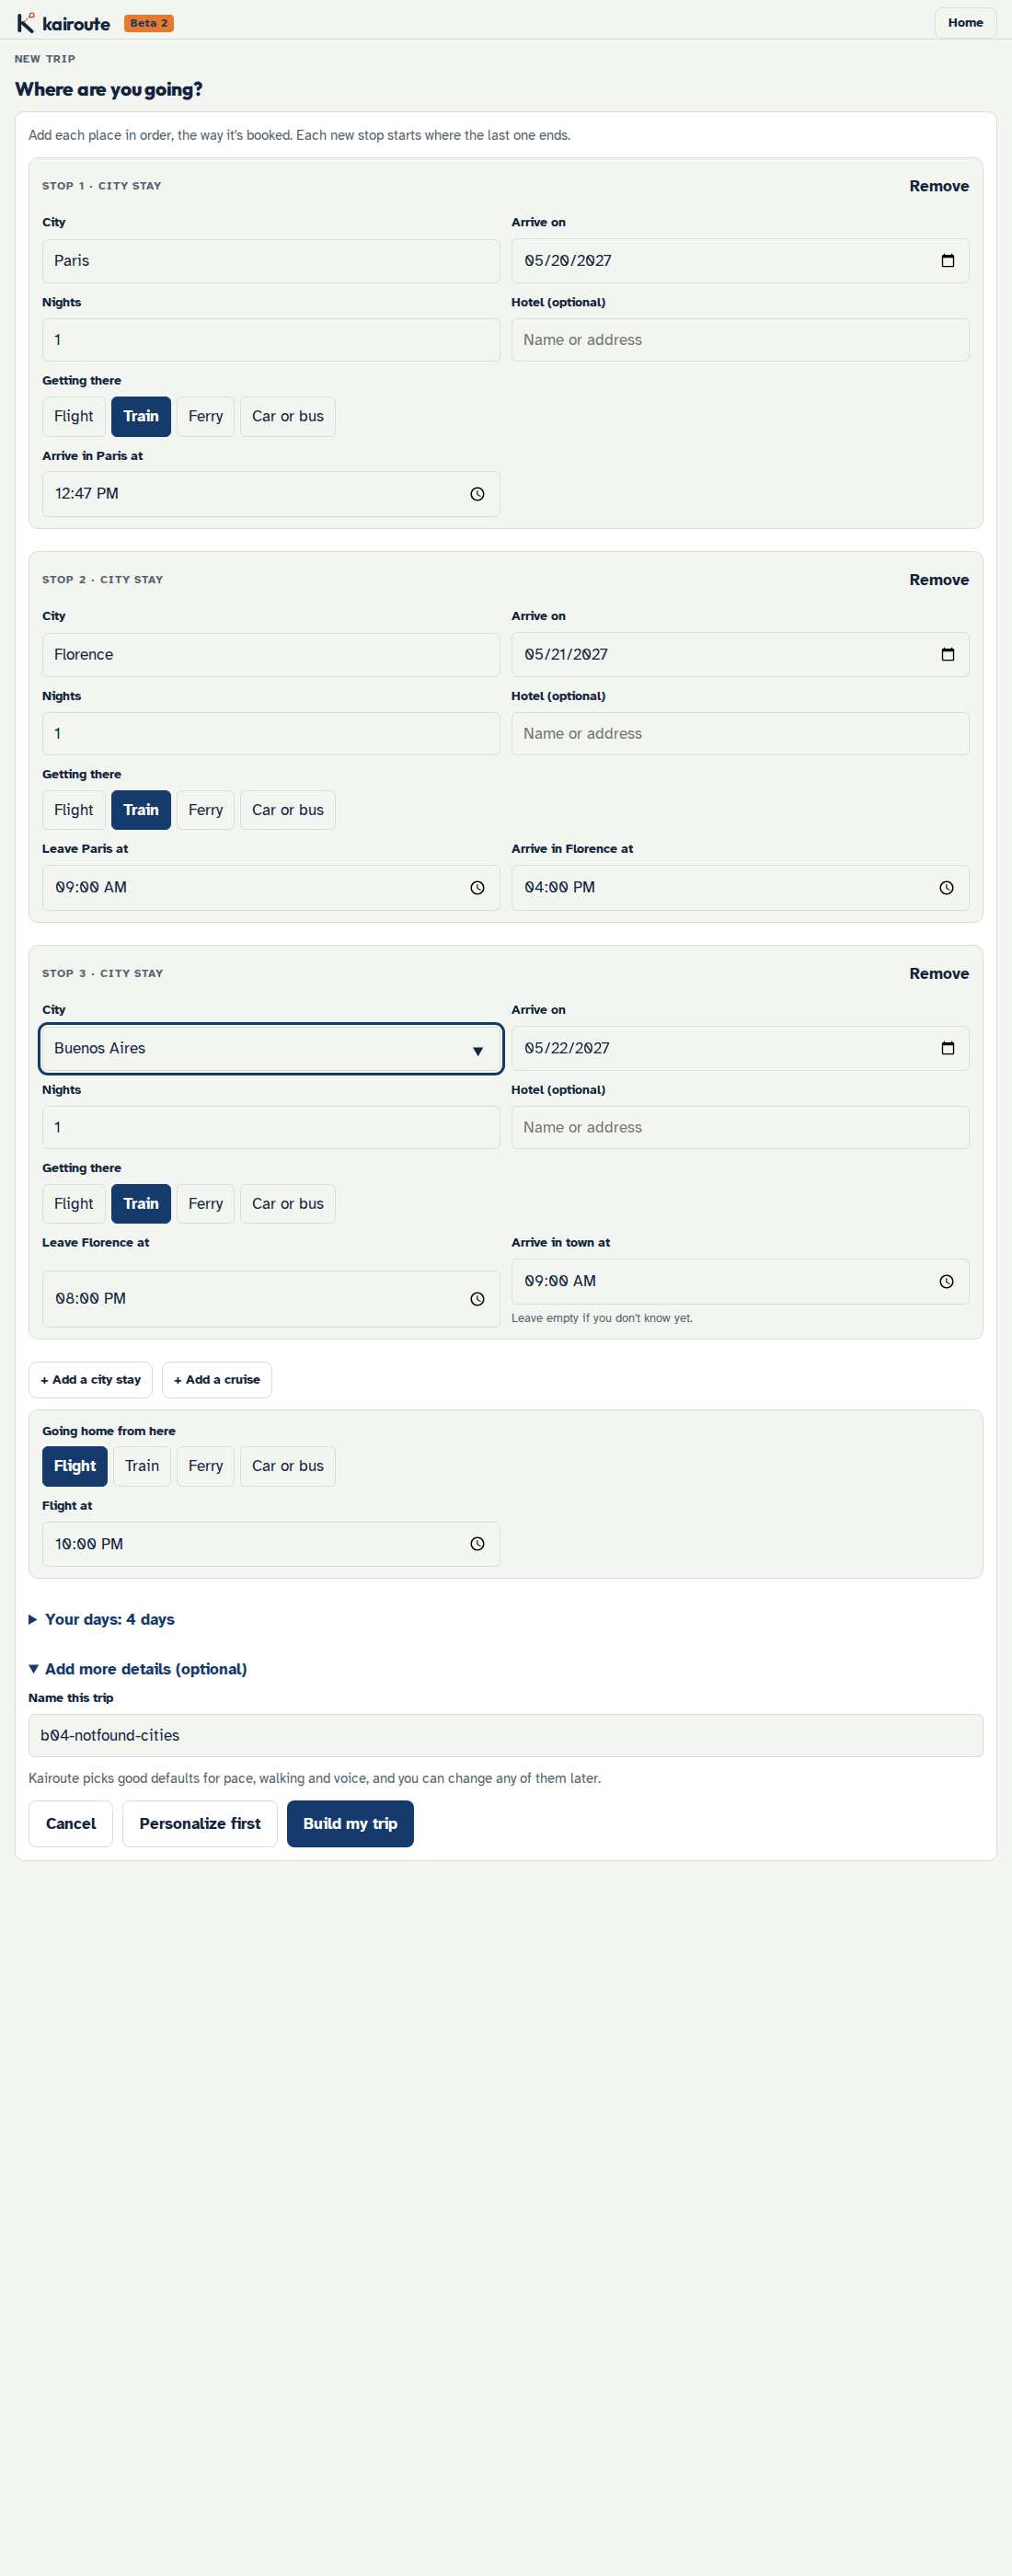 kairoute Beta 2 Home
NEW TRIP
Where are you going?
Add each place in order, the way it's booked. Each new stop starts where the last one ends.
STOP 1 · CITY STAY Remove
City Arrive on
Paris 05/20/2027
Nights Hotel (optional)
1 Name or address
Getting there
Flight Train Ferry Car or bus
Arrive in Paris at
12:47 PM
STOP 2 · CITY STAY Remove
City Arrive on
Florence 05/21/2027
Nights Hotel (optional)
1 Name or address
Getting there
Flight Train Ferry Car or bus
Leave Paris at Arrive in Florence at
09:00 AM 04:00 PM
STOP 3 · CITY STAY Remove
City Arrive on
Buenos Aires 05/22/2027
Nights Hotel (optional)
1 Name or address
Getting there
Flight Train Ferry Car or bus
Leave Florence at Arrive in town at
08:00 PM 09:00 AM
Leave empty if you don't know yet.
+ Add a city stay + Add a cruise
Going home from here
Flight Train Ferry Car or bus
Flight at
10:00 PM
Your days: 4 days
Add more details (optional)
Name this trip
b04-notfound-cities
Kairoute picks good defaults for pace, walking and voice, and you can change any of them later.
Cancel Personalize first Build my trip